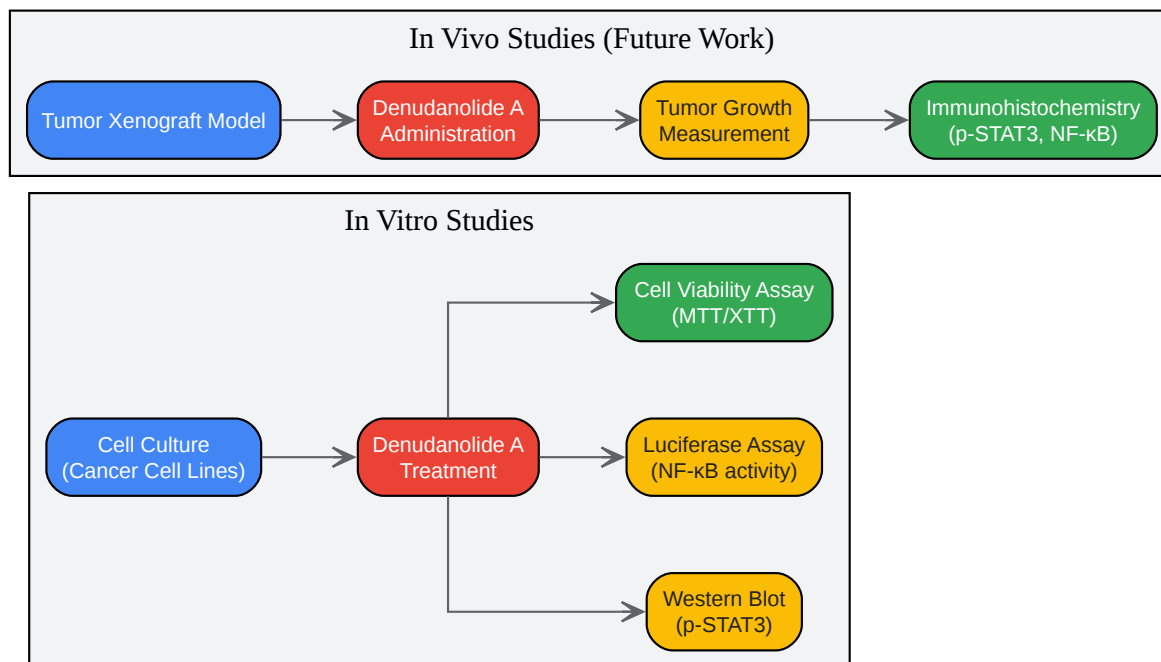 In Vivo Studies (Future Work)
Tumor Xenograft Model
Denudanolide A
Administration
Tumor Growth
Measurement
Immunohistochemistry
(p-STAT3, NF-κB)
In Vitro Studies
Cell Culture
(Cancer Cell Lines)
Denudanolide A
Treatment
Cell Viability Assay
(MTT/XTT)
Luciferase Assay
(NF-κB activity)
Western Blot
(p-STAT3)